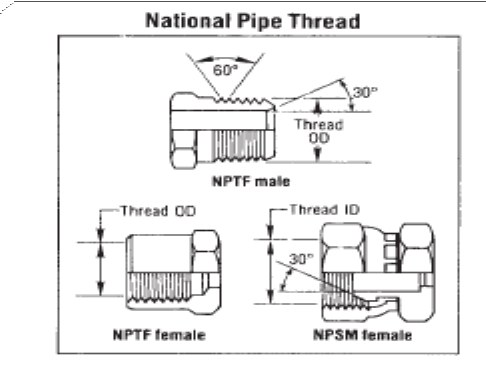 National Pipe Thread
60°
30°
Thread
OD
NPTF male
Thread OD
Thread ID
30°
NPTF female
NPSM female